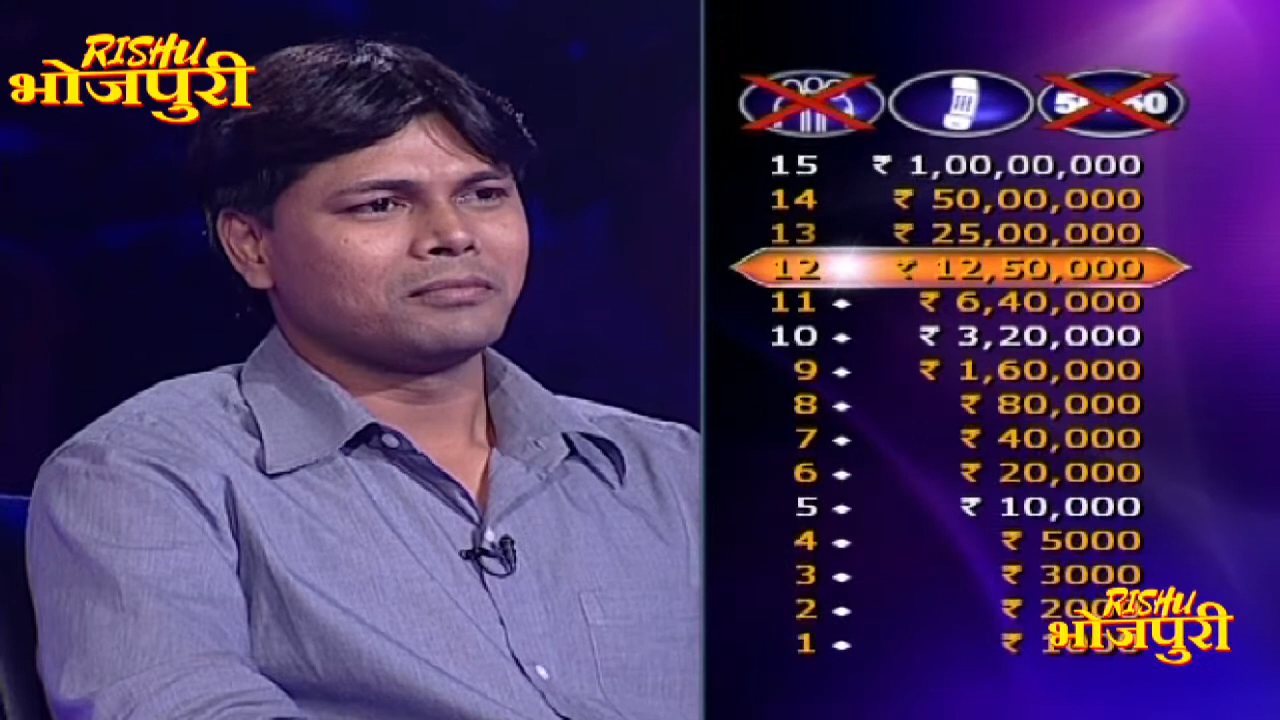 RISHU
भोजपुरी
50:50
15 ₹ 1,00,00,000
14 ₹ 50,00,000
13 ₹ 25,00,000
12 ₹ 12,50,000
11 ₹ 6,40,000
10 ₹ 3,20,000
9 ₹ 1,60,000
8 ₹ 80,000
7 ₹ 40,000
6 ₹ 20,000
5 ₹ 10,000
4 ₹ 5000
3 ₹ 3000
2 ₹
1 ₹
RISHU
भोजपुरी